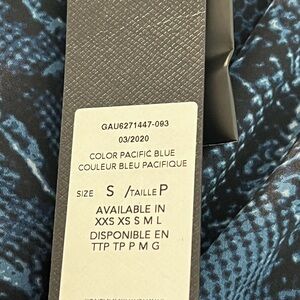 GAU6271447-093
03/2020
COLOR PACIFIC BLUE
COULEUR BLEU PACIFIQUE
SIZE S /TAILLE P
AVAILABLE IN
XXS XS S M L
DISPONIBLE EN
TTP TP P M G